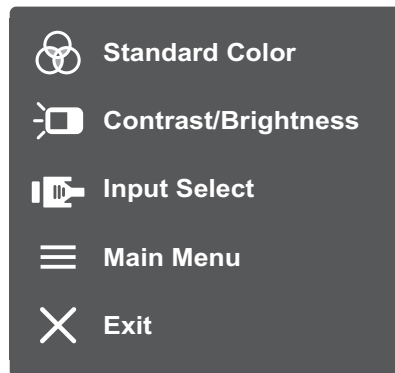 Standard Color
Contrast/Brightness
Input Select
Main Menu
Exit